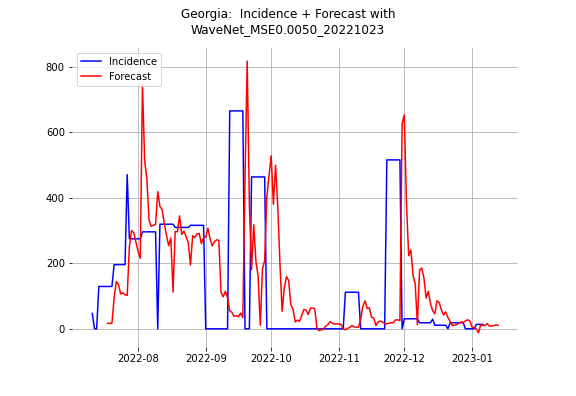 Georgia:  Incidence + Forecast with
WaveNet_MSE0.0050_20221023
Incidence
Forecast
800
600
400
200
0
2022-08 2022-09 2022-10 2022-11 2022-12 2023-01